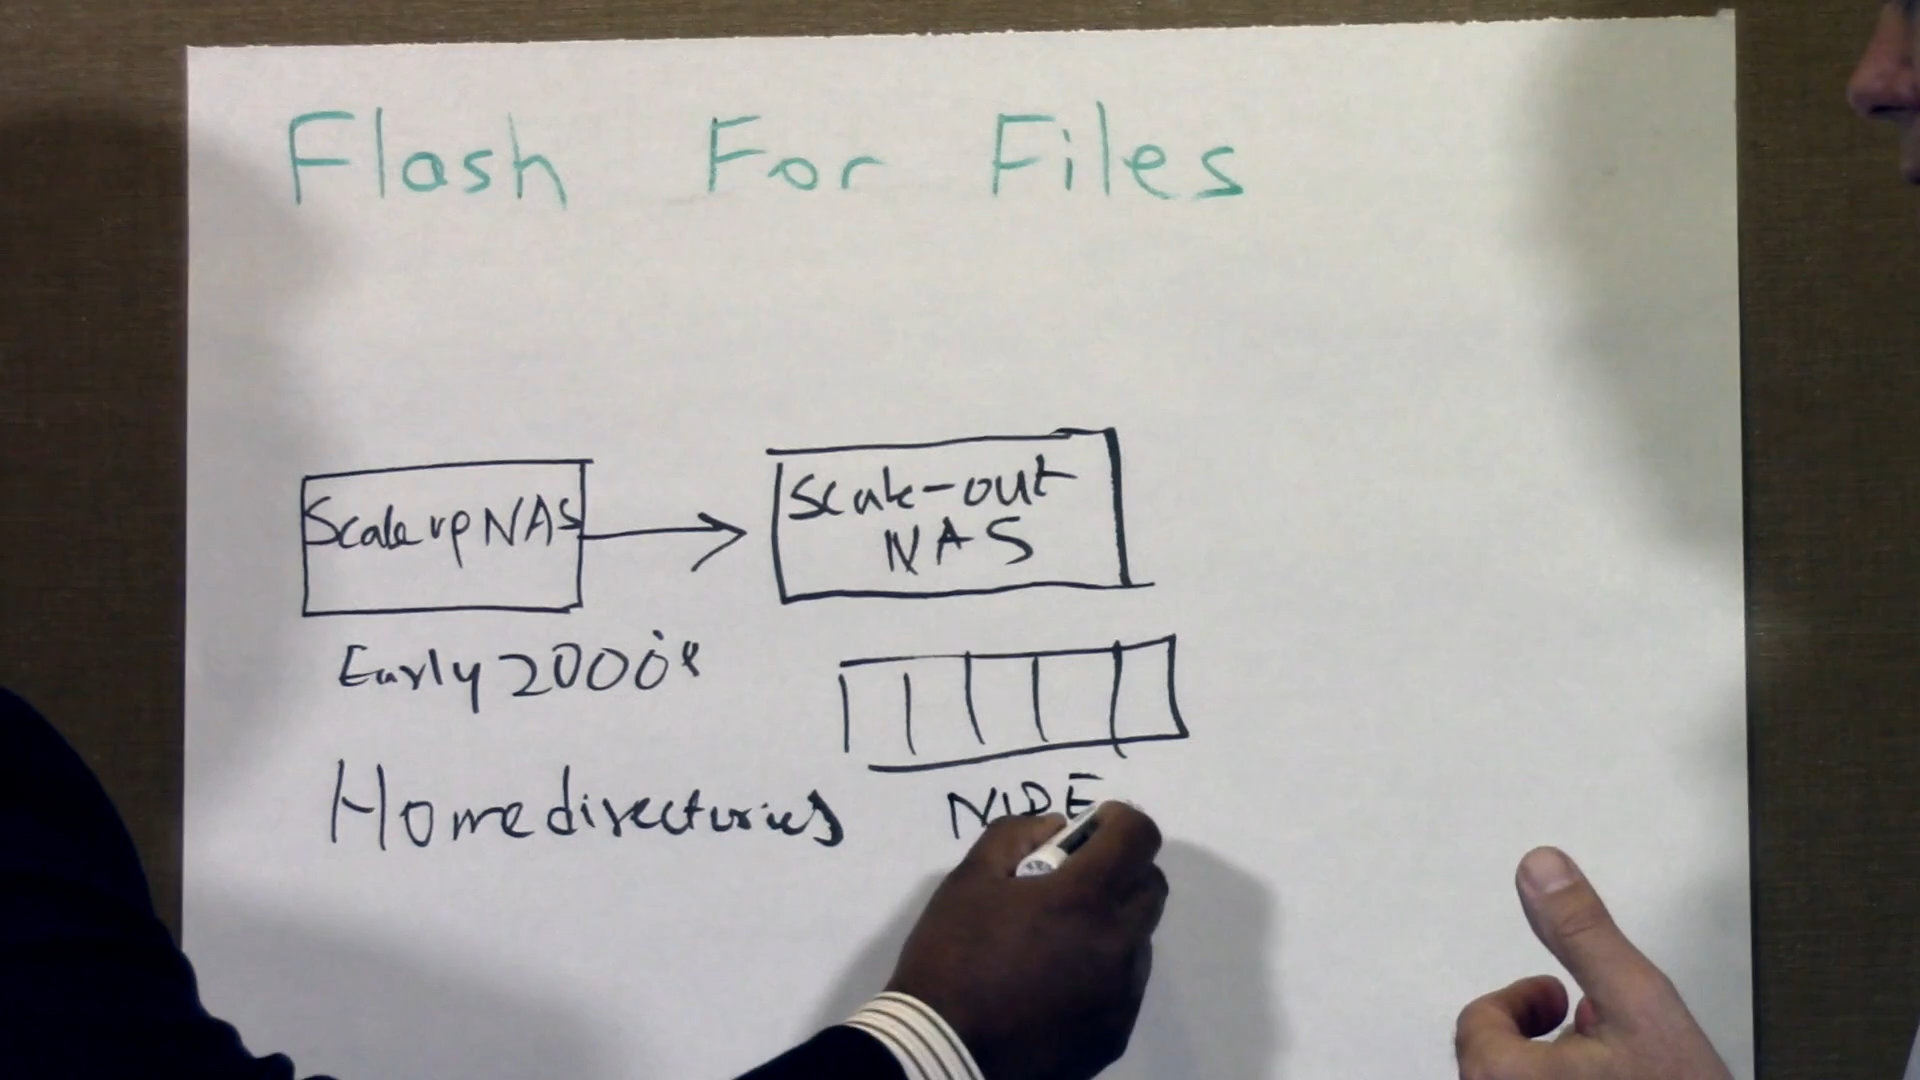 Flash For Files
Scale up NAS
Scale-out
NAS
Early 2000's
Home directories